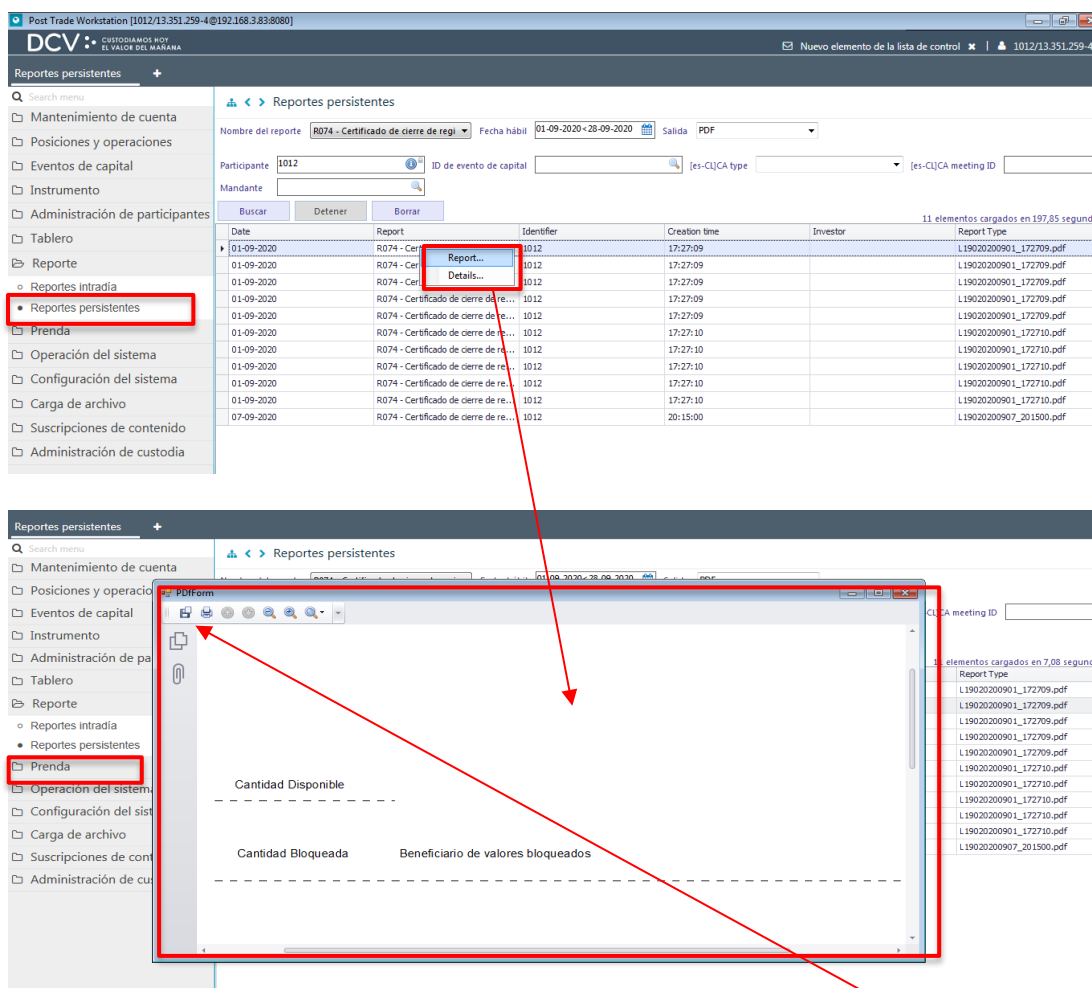 Post Trade Workstation [1012/13.351.259-4@192.168.3.83:8080]
DCV CUSTODIAMOS HOY
EL VALOR DEL MAÑANA
Nuevo elemento de la lista de control ✖ | 1012/13.351.259-4
Reportes persistentes +
Search menu
Mantenimiento de cuenta
Posiciones y operaciones
Eventos de capital
Instrumento
Administración de participantes
Tablero
Reporte
Reportes intradía
Reportes persistentes
Prenda
Operación del sistema
Configuración del sistema
Carga de archivo
Suscripciones de contenido
Administración de custodia
Reportes persistentes
Nombre del reporte R074 - Certificado de cierre de regi Fecha hábil 01-09-2020<28-09-2020 Salida PDF
Participante 1012 ID de evento de capital [es-CL]CA type [es-CL]CA meeting ID
Mandante
Buscar Detener Borrar
11 elementos cargados en 197,85 segund
Date Report Identifier Creation time Investor Report Type
01-09-2020 R074 - Cer 1012 17:27:09 L19020200901_172709.pdf
01-09-2020 R074 - Cer 1012 17:27:09 L19020200901_172709.pdf
01-09-2020 R074 - Cer 1012 17:27:09 L19020200901_172709.pdf
01-09-2020 R074 - Certificado de cierre de re... 1012 17:27:09 L19020200901_172709.pdf
01-09-2020 R074 - Certificado de cierre de re... 1012 17:27:09 L19020200901_172709.pdf
01-09-2020 R074 - Certificado de cierre de re... 1012 17:27:10 L19020200901_172710.pdf
01-09-2020 R074 - Certificado de cierre de re... 1012 17:27:10 L19020200901_172710.pdf
01-09-2020 R074 - Certificado de cierre de re... 1012 17:27:10 L19020200901_172710.pdf
01-09-2020 R074 - Certificado de cierre de re... 1012 17:27:10 L19020200901_172710.pdf
01-09-2020 R074 - Certificado de cierre de re... 1012 17:27:10 L19020200901_172710.pdf
07-09-2020 R074 - Certificado de cierre de re... 1012 20:15:00 L19020200907_201500.pdf
Report...
Details...
Reportes persistentes +
Search menu
Mantenimiento de cuenta
Posiciones y operacio
Eventos de capital
Instrumento
Administración de pa
Tablero
Reporte
Reportes intradía
Reportes persistentes
Prenda
Operación del sistema
Configuración del sist
Carga de archivo
Suscripciones de cont
Administración de cus
Reportes persistentes
01-09-2020<28-09-2020
CL]CA meeting ID
11 elementos cargados en 7,08 segund
Report Type
L19020200901_172709.pdf
L19020200901_172709.pdf
L19020200901_172709.pdf
L19020200901_172709.pdf
L19020200901_172709.pdf
L19020200901_172710.pdf
L19020200901_172710.pdf
L19020200901_172710.pdf
L19020200901_172710.pdf
L19020200901_172710.pdf
L19020200907_201500.pdf
PDfForm
Cantidad Disponible
Cantidad Bloqueada Beneficiario de valores bloqueados